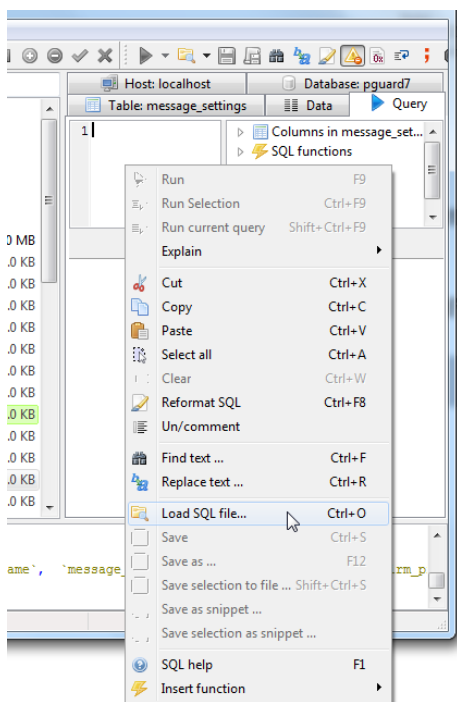 Host: localhost
Database: pguard7
Table: message_settings
Data
Query
1
Columns in message_set...
SQL functions
0 MB
.0 KB
.0 KB
.0 KB
.0 KB
.0 KB
.0 KB
.0 KB
.0 KB
.0 KB
.0 KB
.0 KB
.0 KB
Run F9
Run Selection Ctrl+F9
Run current query Shift+Ctrl+F9
Explain
Cut Ctrl+X
Copy Ctrl+C
Paste Ctrl+V
Select all Ctrl+A
Clear Ctrl+W
Reformat SQL Ctrl+F8
Un/comment
Find text ... Ctrl+F
Replace text ... Ctrl+R
Load SQL file... Ctrl+O
Save Ctrl+S
Save as ... F12
Save selection to file ... Shift+Ctrl+S
Save as snippet ...
Save selection as snippet ...
SQL help F1
Insert function
ame`, `message_
rm_p